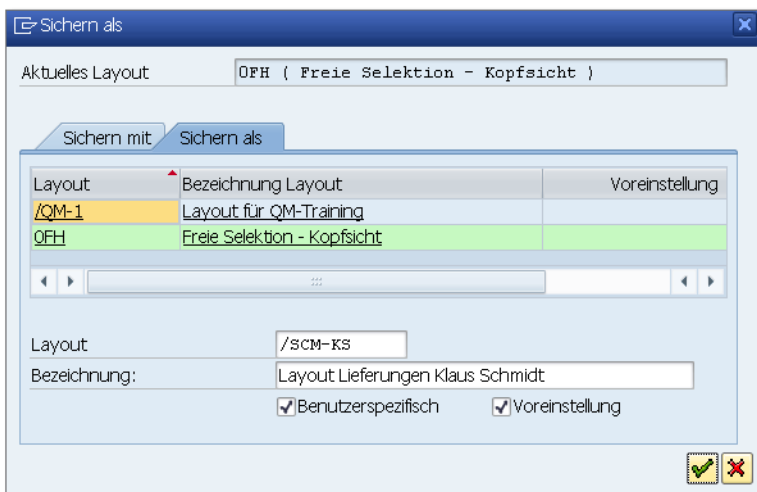 Sichern als
Aktuelles Layout 0FH ( Freie Selektion - Kopfsicht )
Sichern mit Sichern als
Layout Bezeichnung Layout Voreinstellung
/QM-1 Layout für QM-Training
0FH Freie Selektion - Kopfsicht
Layout /SCM-KS
Bezeichnung: Layout Lieferungen Klaus Schmidt
Benutzerspezifisch Voreinstellung